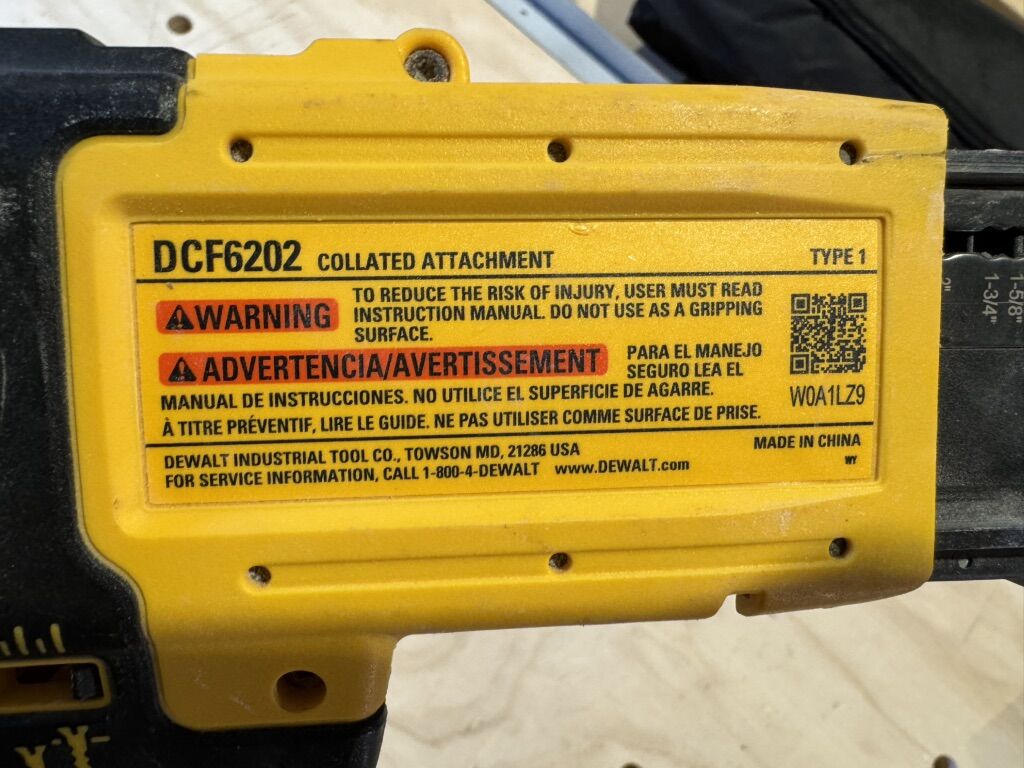 DCF6202 COLLATED ATTACHMENT TYPE 1
⚠WARNING TO REDUCE THE RISK OF INJURY, USER MUST READ
INSTRUCTION MANUAL. DO NOT USE AS A GRIPPING
SURFACE.
⚠ADVERTENCIA/AVERTISSEMENT PARA EL MANEJO
SEGURO LEA EL
MANUAL DE INSTRUCCIONES. NO UTILICE EL SUPERFICIE DE AGARRE.
À TITRE PRÉVENTIF, LIRE LE GUIDE. NE PAS UTILISER COMME SURFACE DE PRISE.
W0A1LZ9
DEWALT INDUSTRIAL TOOL CO., TOWSON MD, 21286 USA
FOR SERVICE INFORMATION, CALL 1-800-4-DEWALT www.DEWALT.com
MADE IN CHINA
WY
2"
1-3/4"
1-5/8"